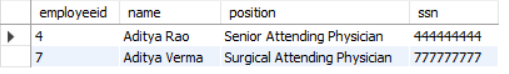 employeeid name position ssn
4 Aditya Rao Senior Attending Physician 444444444
7 Aditya Verma Surgical Attending Physician 777777777